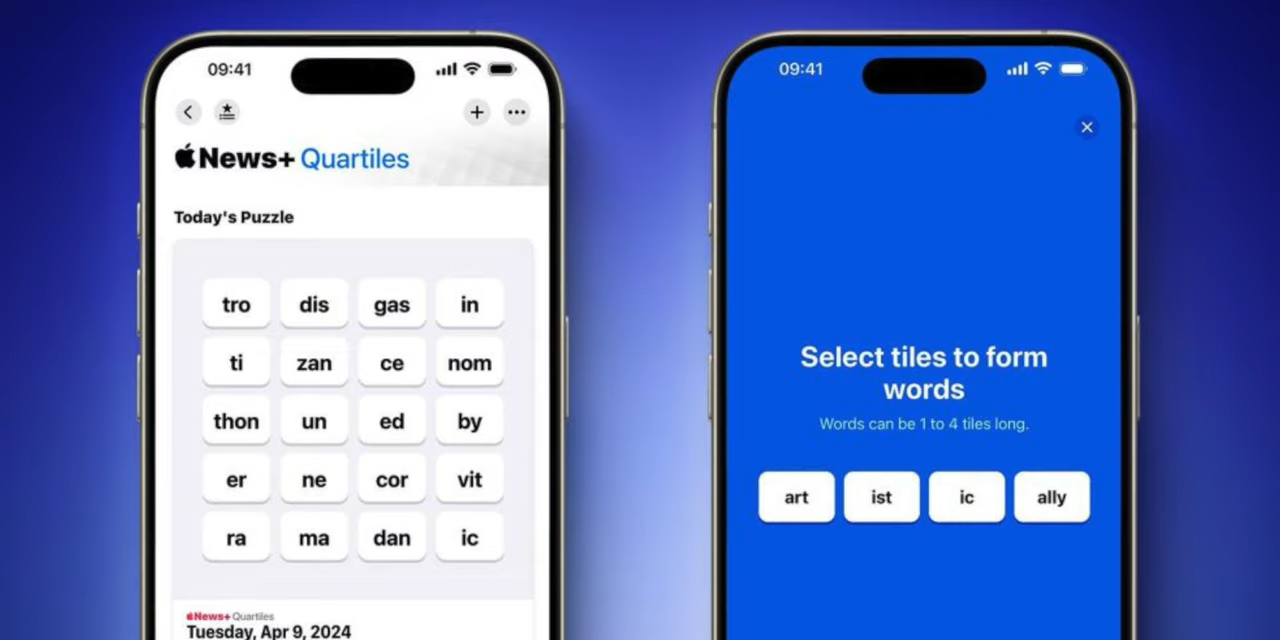 09:41
News+ Quartiles
Today's Puzzle
tro dis gas in
ti zan ce nom
thon un ed by
er ne cor vit
ra ma dan ic
News+ Quartiles
Tuesday, Apr 9, 2024
09:41
Select tiles to form
words
Words can be 1 to 4 tiles long.
art ist ic ally